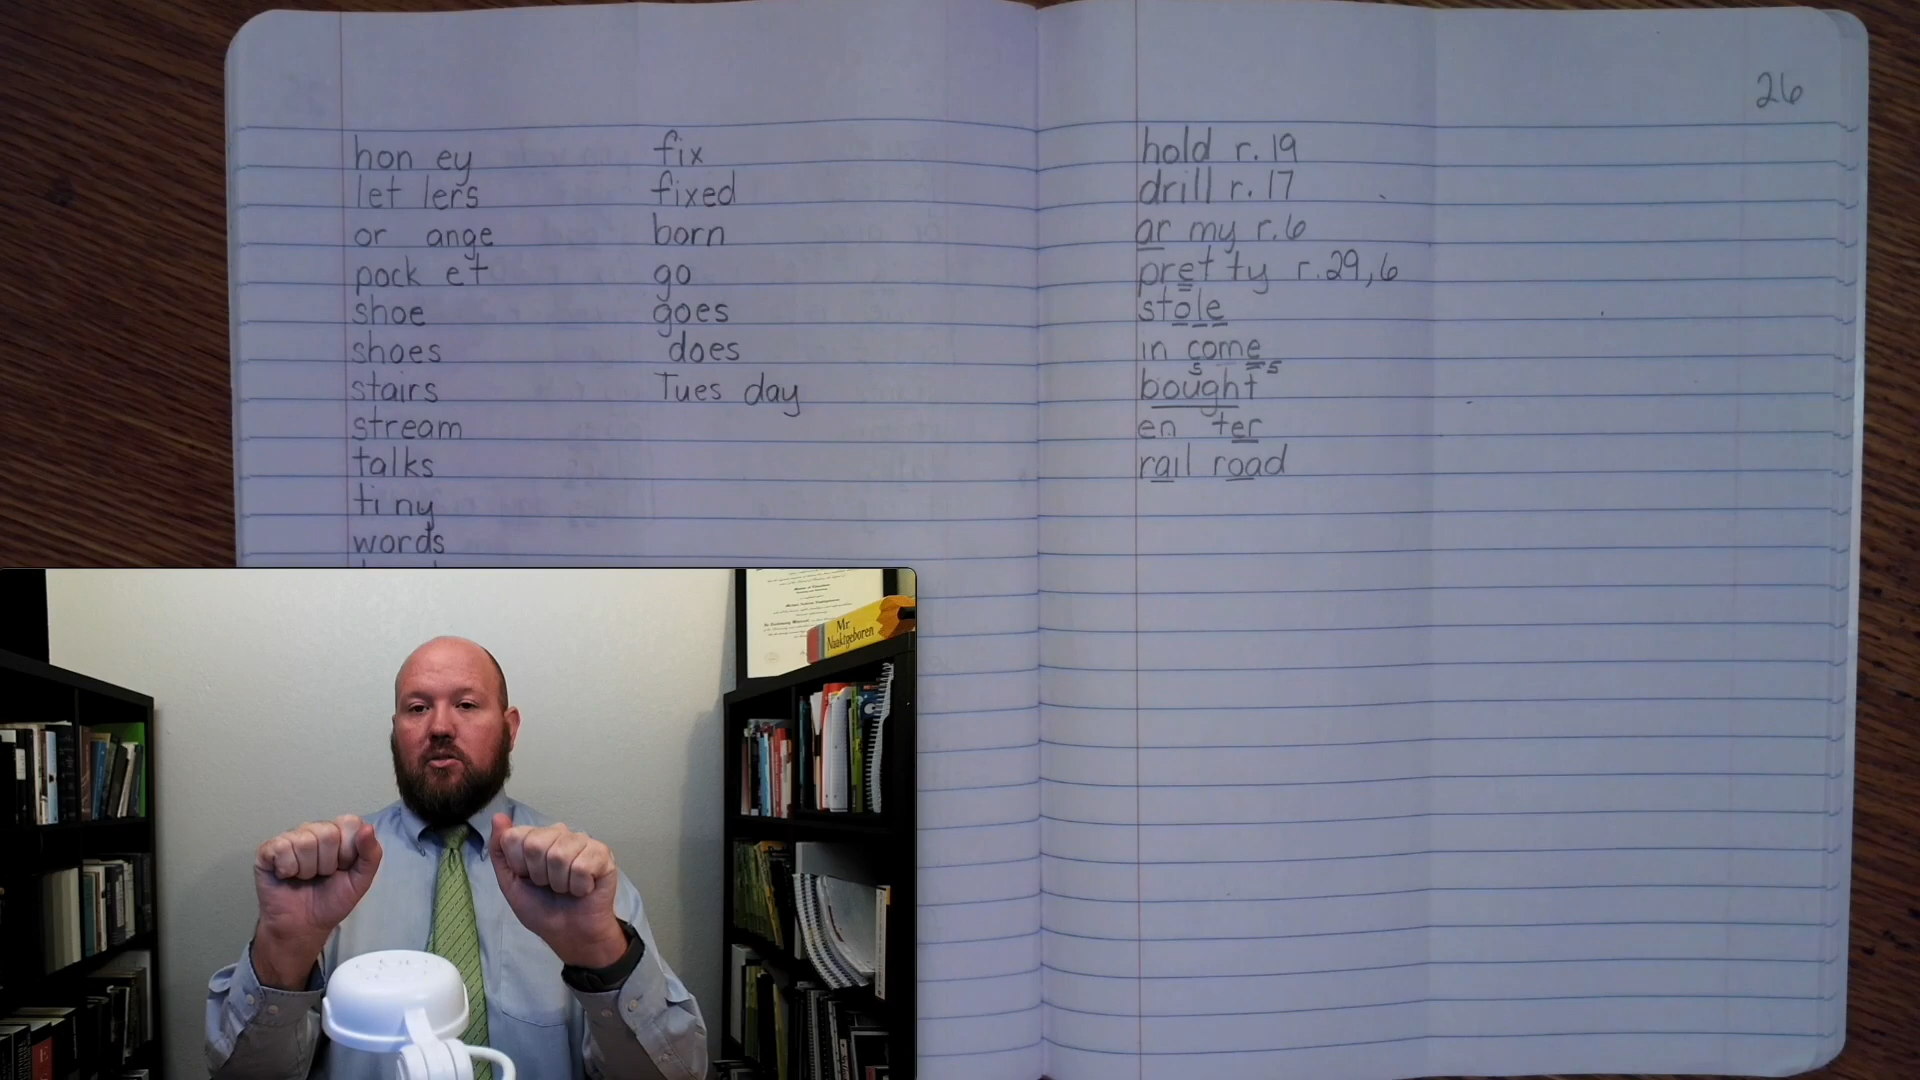 26
hon ey
let ters
or ange
pock et
shoe
shoes
stairs
stream
talks
ti ny
words
fix
fixed
born
go
goes
does
Tues day
hold r. 19
drill r. 17
ar my r. 6
pret ty r. 29, 6
stole
in come
s 5
bought
en ter
rail road
Mr.
Naaktgeboren